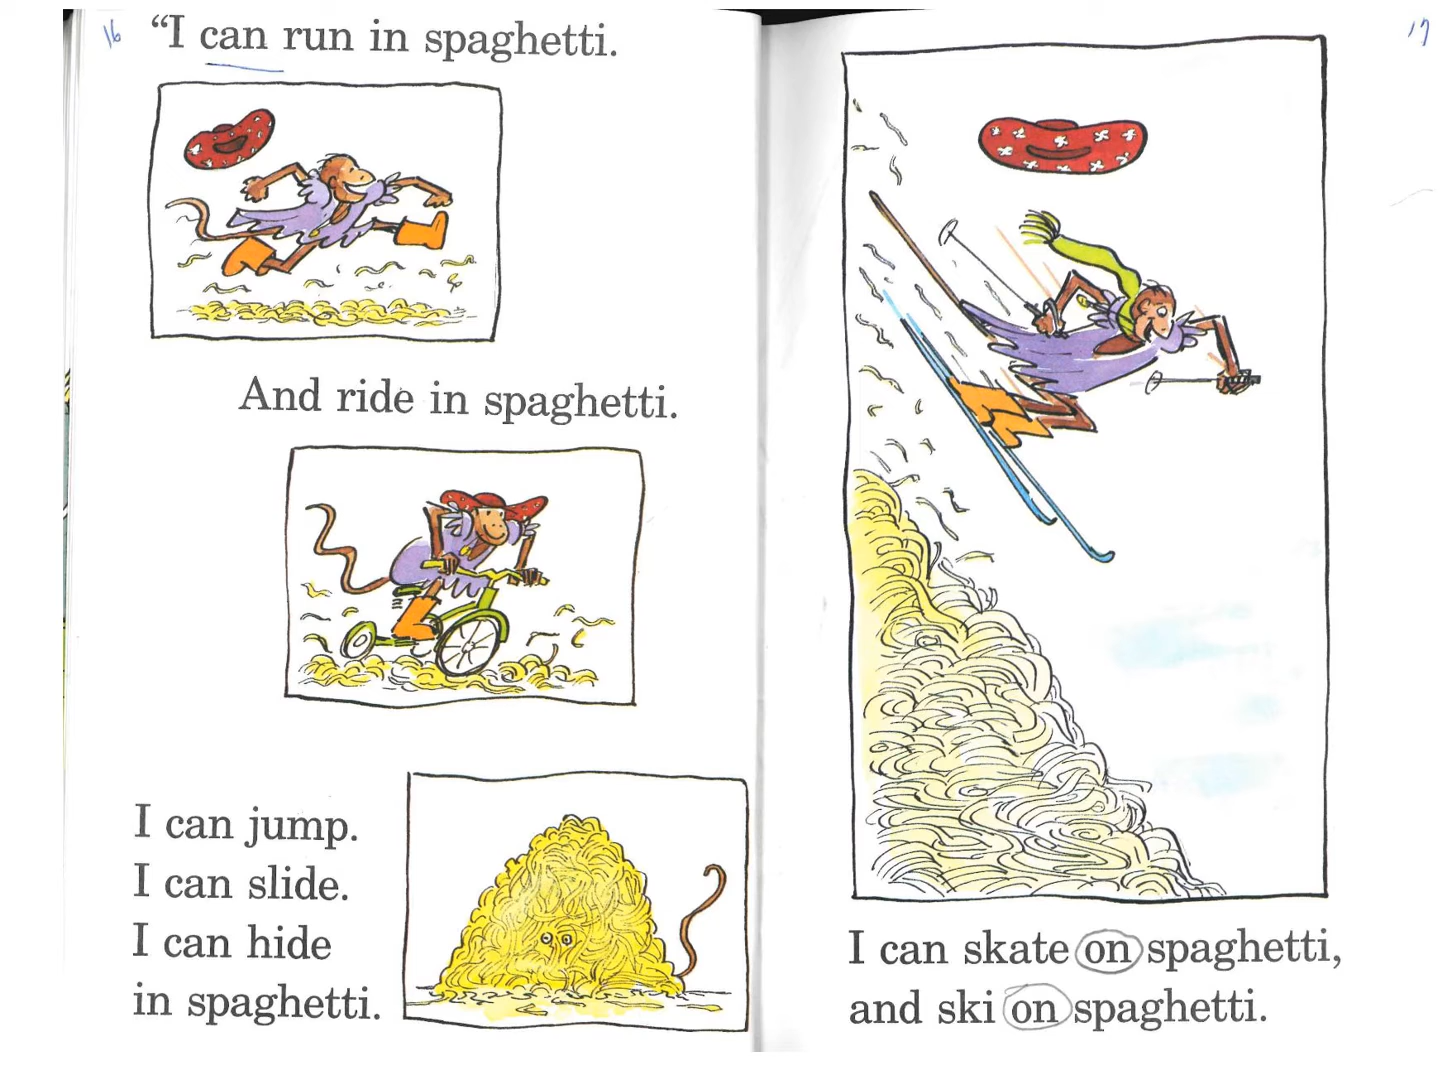 16
“I can run in spaghetti.
And ride in spaghetti.
I can jump.
I can slide.
I can hide
in spaghetti.
17
I can skate on spaghetti,
and ski on spaghetti.